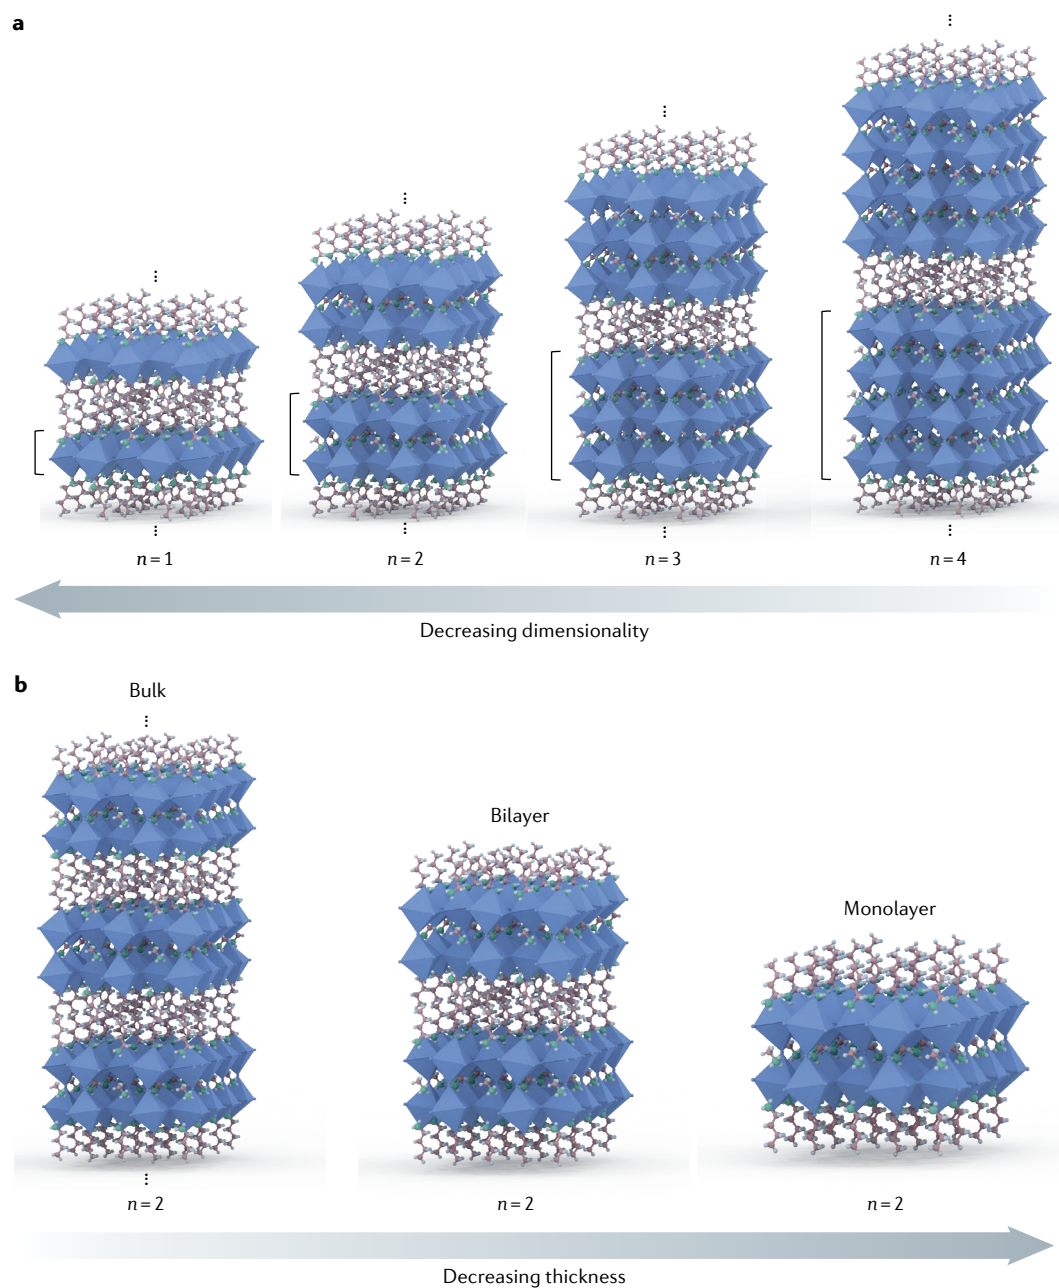 a
n = 1
n = 2
n = 3
n = 4
Decreasing dimensionality
b
Bulk
Bilayer
Monolayer
n = 2
n = 2
n = 2
Decreasing thickness